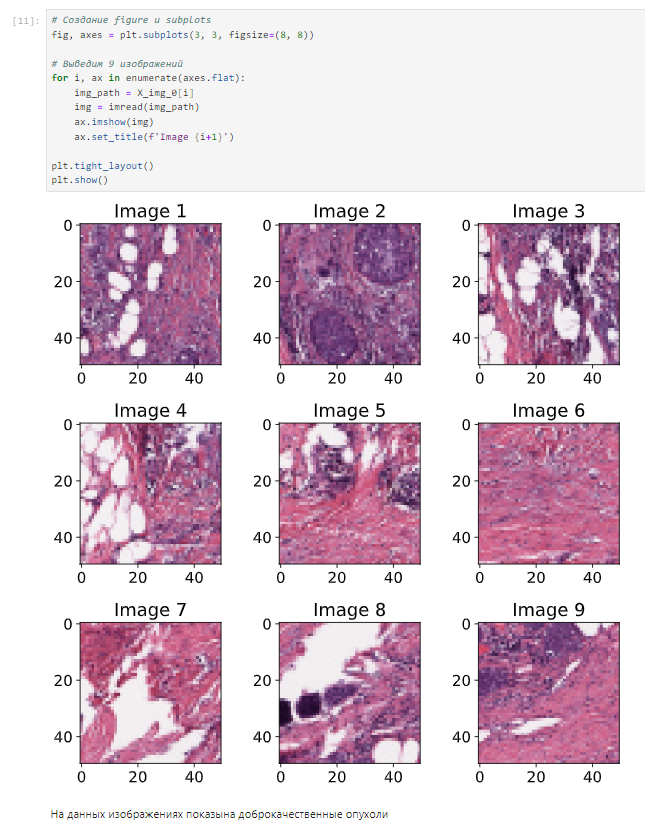 [11]: # Создание figure и subplots
fig, axes = plt.subplots(3, 3, figsize=(8, 8))
# Выведим 9 изображений
for i, ax in enumerate(axes.flat):
img_path = X_img_0[i]
img = imread(img_path)
ax.imshow(img)
ax.set_title(f'Image {i+1}')
plt.tight_layout()
plt.show()
Image 1 Image 2 Image 3
0 0 0
20 20 20
40 40 40
0 20 40 0 20 40 0 20 40
Image 4 Image 5 Image 6
0 0 0
20 20 20
40 40 40
0 20 40 0 20 40 0 20 40
Image 7 Image 8 Image 9
0 0 0
20 20 20
40 40 40
0 20 40 0 20 40 0 20 40
На данных изображениях показына доброкачественные опухоли